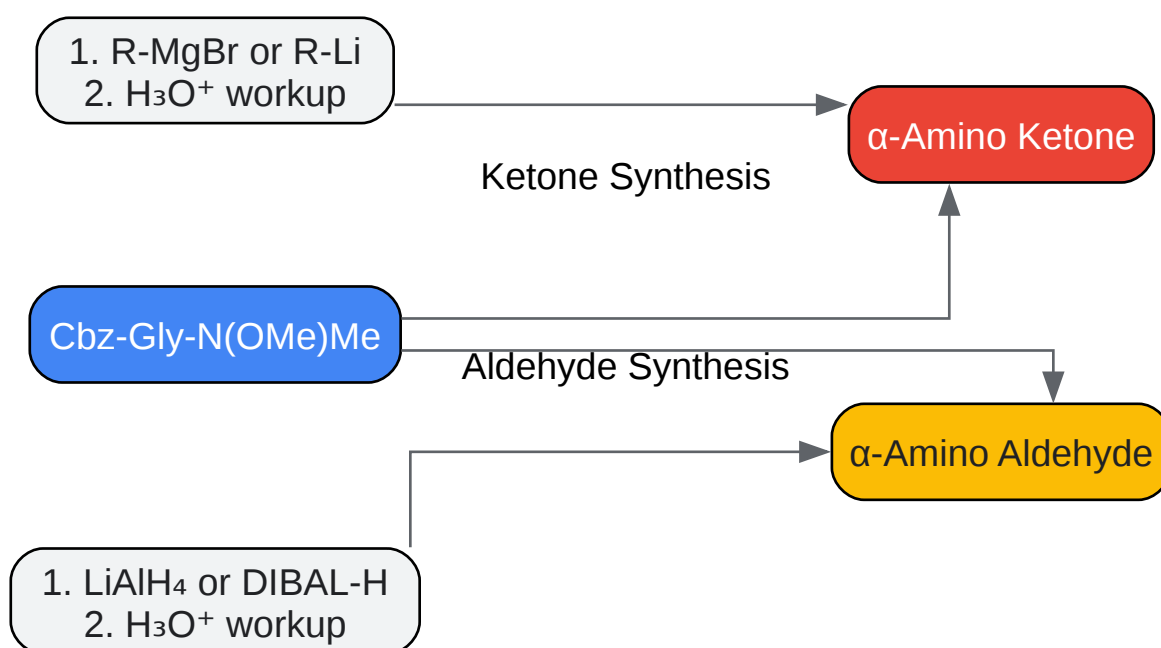 1. R-MgBr or R-Li
2. H₃O⁺ workup
α-Amino Ketone
Ketone Synthesis
Cbz-Gly-N(OMe)Me
Aldehyde Synthesis
α-Amino Aldehyde
1. LiAlH₄ or DIBAL-H
2. H₃O⁺ workup